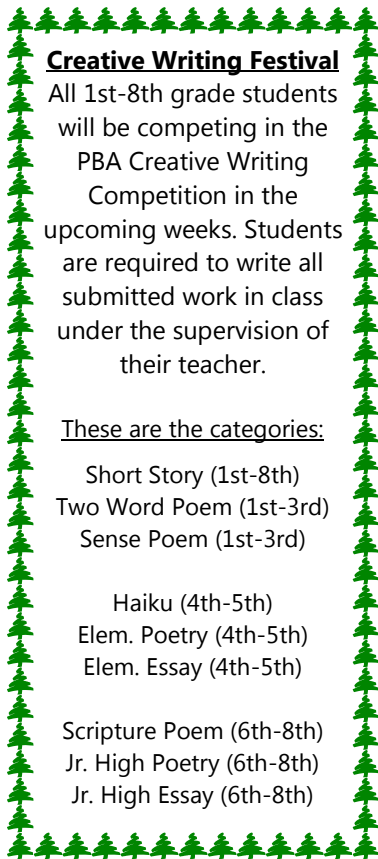 Creative Writing Festival
All 1st-8th grade students
will be competing in the
PBA Creative Writing
Competition in the
upcoming weeks. Students
are required to write all
submitted work in class
under the supervision of
their teacher.
These are the categories:
Short Story (1st-8th)
Two Word Poem (1st-3rd)
Sense Poem (1st-3rd)
Haiku (4th-5th)
Elem. Poetry (4th-5th)
Elem. Essay (4th-5th)
Scripture Poem (6th-8th)
Jr. High Poetry (6th-8th)
Jr. High Essay (6th-8th)